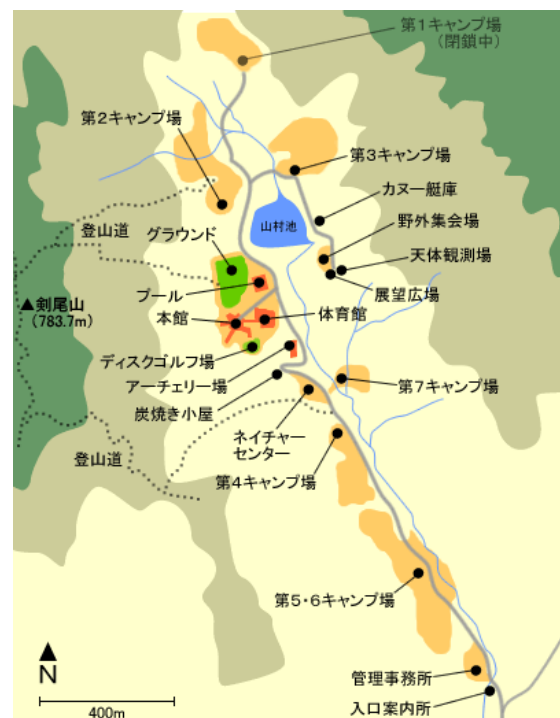 第1キャンプ場
(閉鎖中)
第2キャンプ場
第3キャンプ場
カヌー艇庫
山村池
野外集会場
登山道
グラウンド
天体観測場
プール
展望広場
▲剣尾山
(783.7m)
本館
体育館
ディスクゴルフ場
アーチェリー場
第7キャンプ場
炭焼き小屋
ネイチャー
センター
登山道
第4キャンプ場
第5・6キャンプ場
N
管理事務所
入口案内所
400m